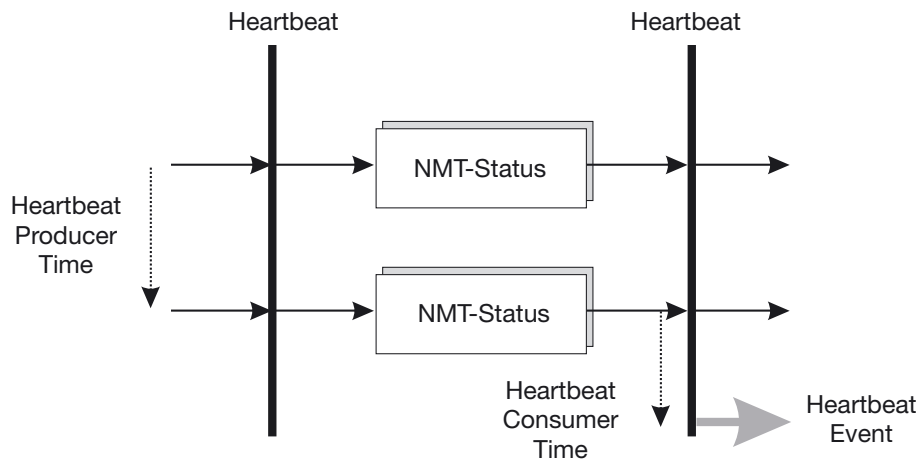 Heartbeat
Heartbeat
NMT-Status
Heartbeat
Producer
Time
NMT-Status
Heartbeat
Consumer
Time
Heartbeat
Event